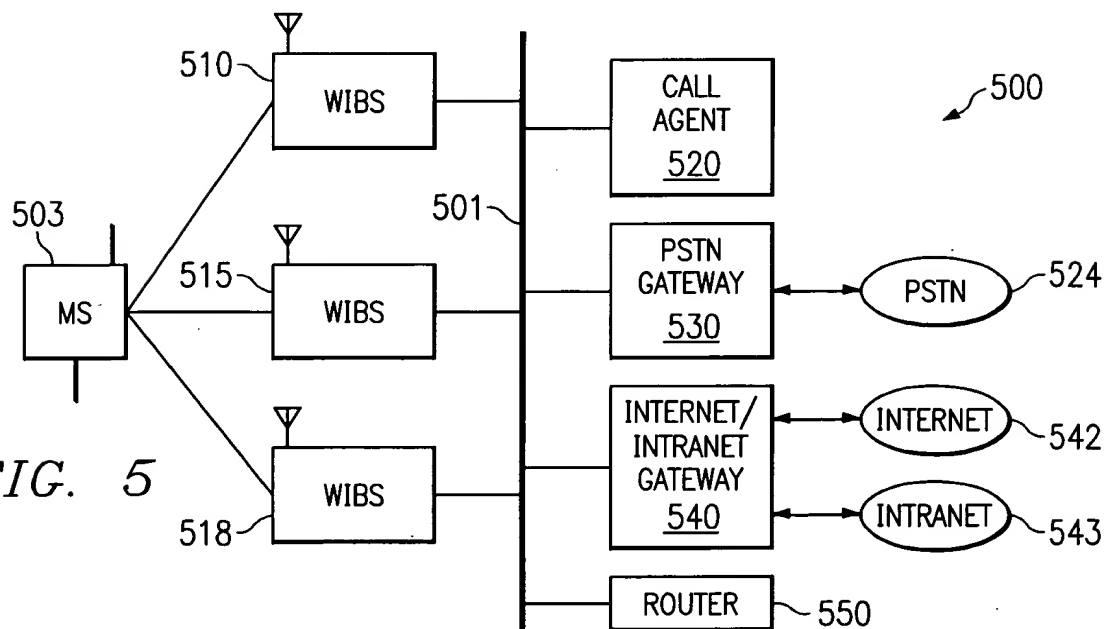 510
WIBS
CALL
AGENT
520
500
503
MS
515
WIBS
501
PSTN
GATEWAY
530
PSTN
524
518
WIBS
INTERNET/
INTRANET
GATEWAY
540
INTERNET
542
INTRANET
543
ROUTER
550
FIG. 5